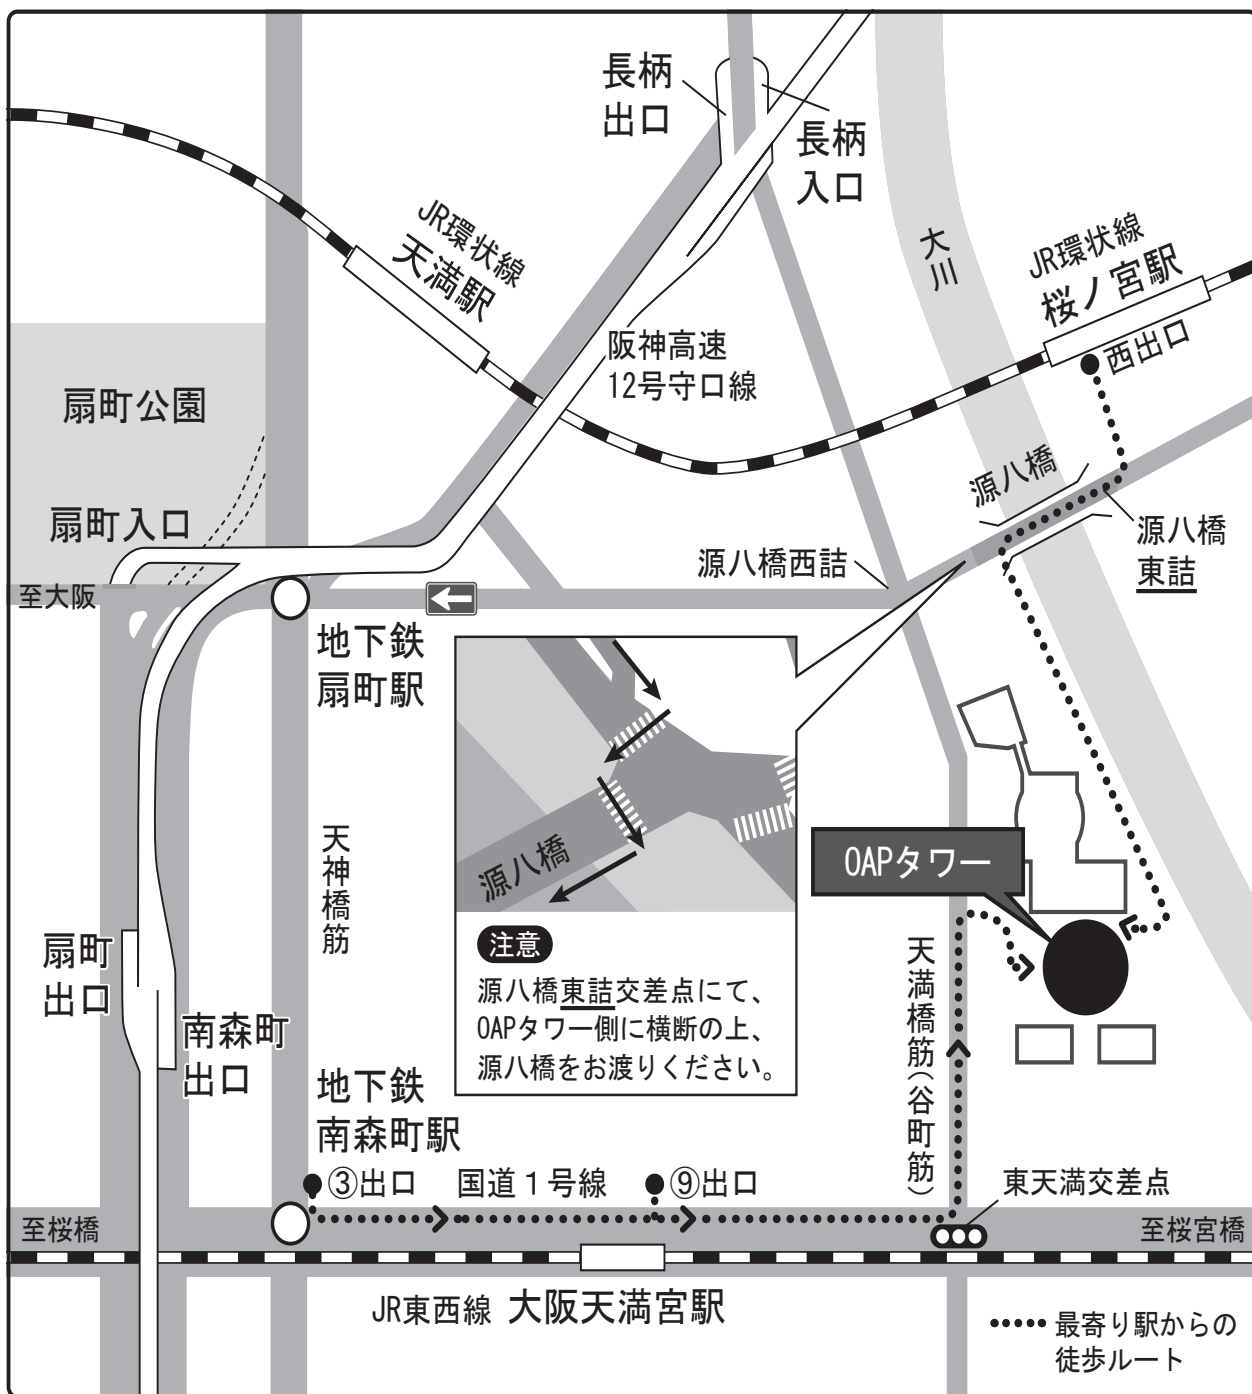 長柄
出口
長柄
入口
JR環状線
天満駅
大川
JR環状線
桜ノ宮駅
西出口
阪神高速
12号守口線
扇町公園
扇町入口
源八橋
源八橋
東詰
源八橋西詰
至大阪
地下鉄
扇町駅
天神橋筋
源八橋
注意
源八橋東詰交差点にて、
OAPタワー側に横断の上、
源八橋をお渡りください。
OAPタワー
扇町
出口
南森町
出口
天満橋筋(谷町筋)
地下鉄
南森町駅
③出口
国道1号線
⑨出口
東天満交差点
至桜橋
至桜宮橋
JR東西線 大阪天満宮駅
最寄り駅からの
徒歩ルート